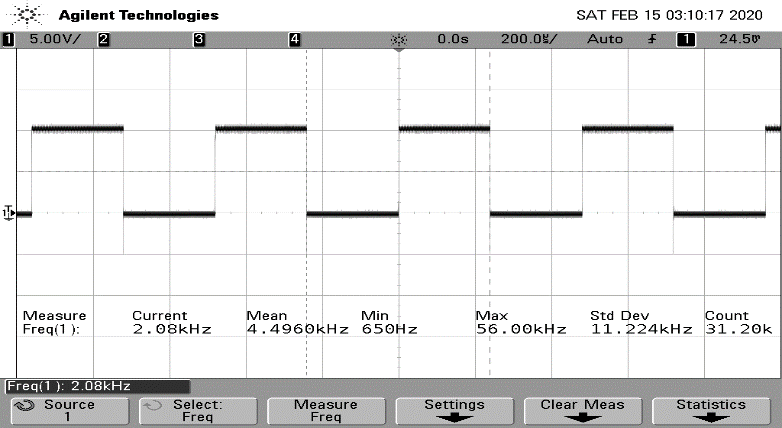 Agilent Technologies SAT FEB 15 03:10:17 2020
1 5.00V/ 2 3 4 0.0s 200.0㎲/ Auto 1 24.5
Measure Current Mean Min Max Std Dev Count
Freq(1): 2.08kHz 4.4960kHz 650Hz 56.00kHz 11.224kHz 31.20k
Freq(1): 2.08kHz
Source Select: Measure Settings Clear Meas Statistics
1 Freq Freq